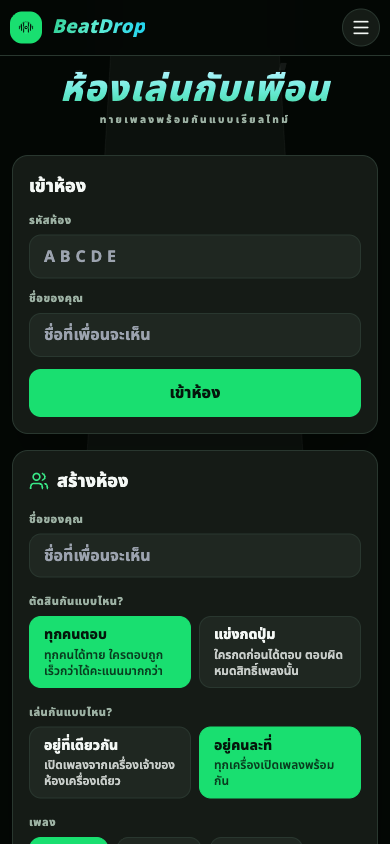 BeatDrop
ห้องเล่นกับเพื่อน
ทายเพลงพร้อมกันแบบเรียลไทม์
เข้าห้อง
รหัสห้อง
ABCDE
ชื่อของคุณ
ชื่อที่เพื่อนจะเห็น
เข้าห้อง
สร้างห้อง
ชื่อของคุณ
ชื่อที่เพื่อนจะเห็น
ตัดสินกันแบบไหน?
ทุกคนตอบ
ทุกคนได้ทาย ใครตอบถูก
เร็วกว่าได้คะแนนมากกว่า
แข่งกดปุ่ม
ใครกดก่อนได้ตอบ ตอบผิด
หมดสิทธิ์เพลงนั้น
เล่นกันแบบไหน?
อยู่ที่เดียวกัน
เปิดเพลงจากเครื่องเจ้าของ
ห้องเครื่องเดียว
อยู่คนละที่
ทุกเครื่องเปิดเพลงพร้อม
กัน
เพลง